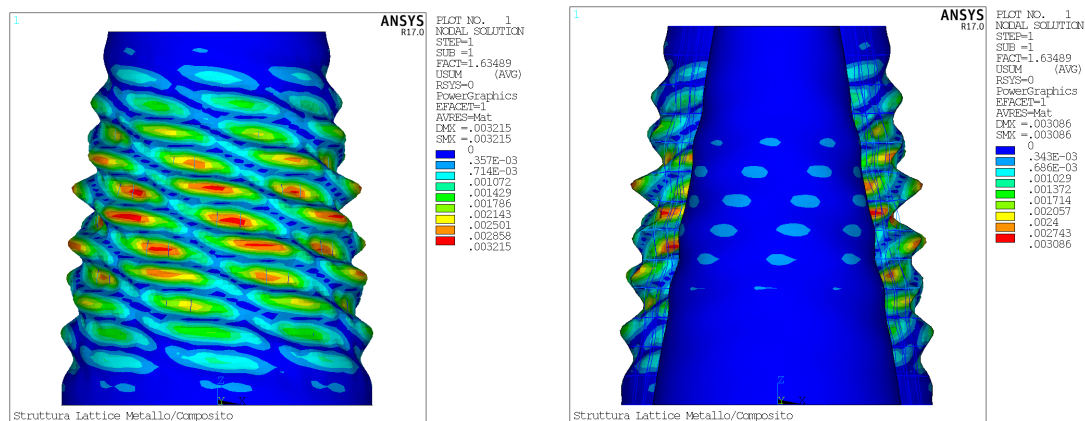 1
ANSYS
R17.0
PLOT NO. 1
NODAL SOLUTION
STEP=1
SUB =1
FACT=1.63489
USUM (AVG)
RSYS=0
PowerGraphics
EFACET=1
AVRES=Mat
DMX =.003215
SMX =.003215
0
.357E-03
.714E-03
.001072
.001429
.001786
.002143
.002501
.002858
.003215
Z
Y X
Struttura Lattice Metallo/Composito
1
ANSYS
R17.0
PLOT NO. 1
NODAL SOLUTION
STEP=1
SUB =1
FACT=1.63489
USUM (AVG)
RSYS=0
PowerGraphics
EFACET=1
AVRES=Mat
DMX =.003086
SMX =.003086
0
.343E-03
.686E-03
.001029
.001372
.001714
.002057
.0024
.002743
.003086
Z
Y X
Struttura Lattice Metallo/Composito